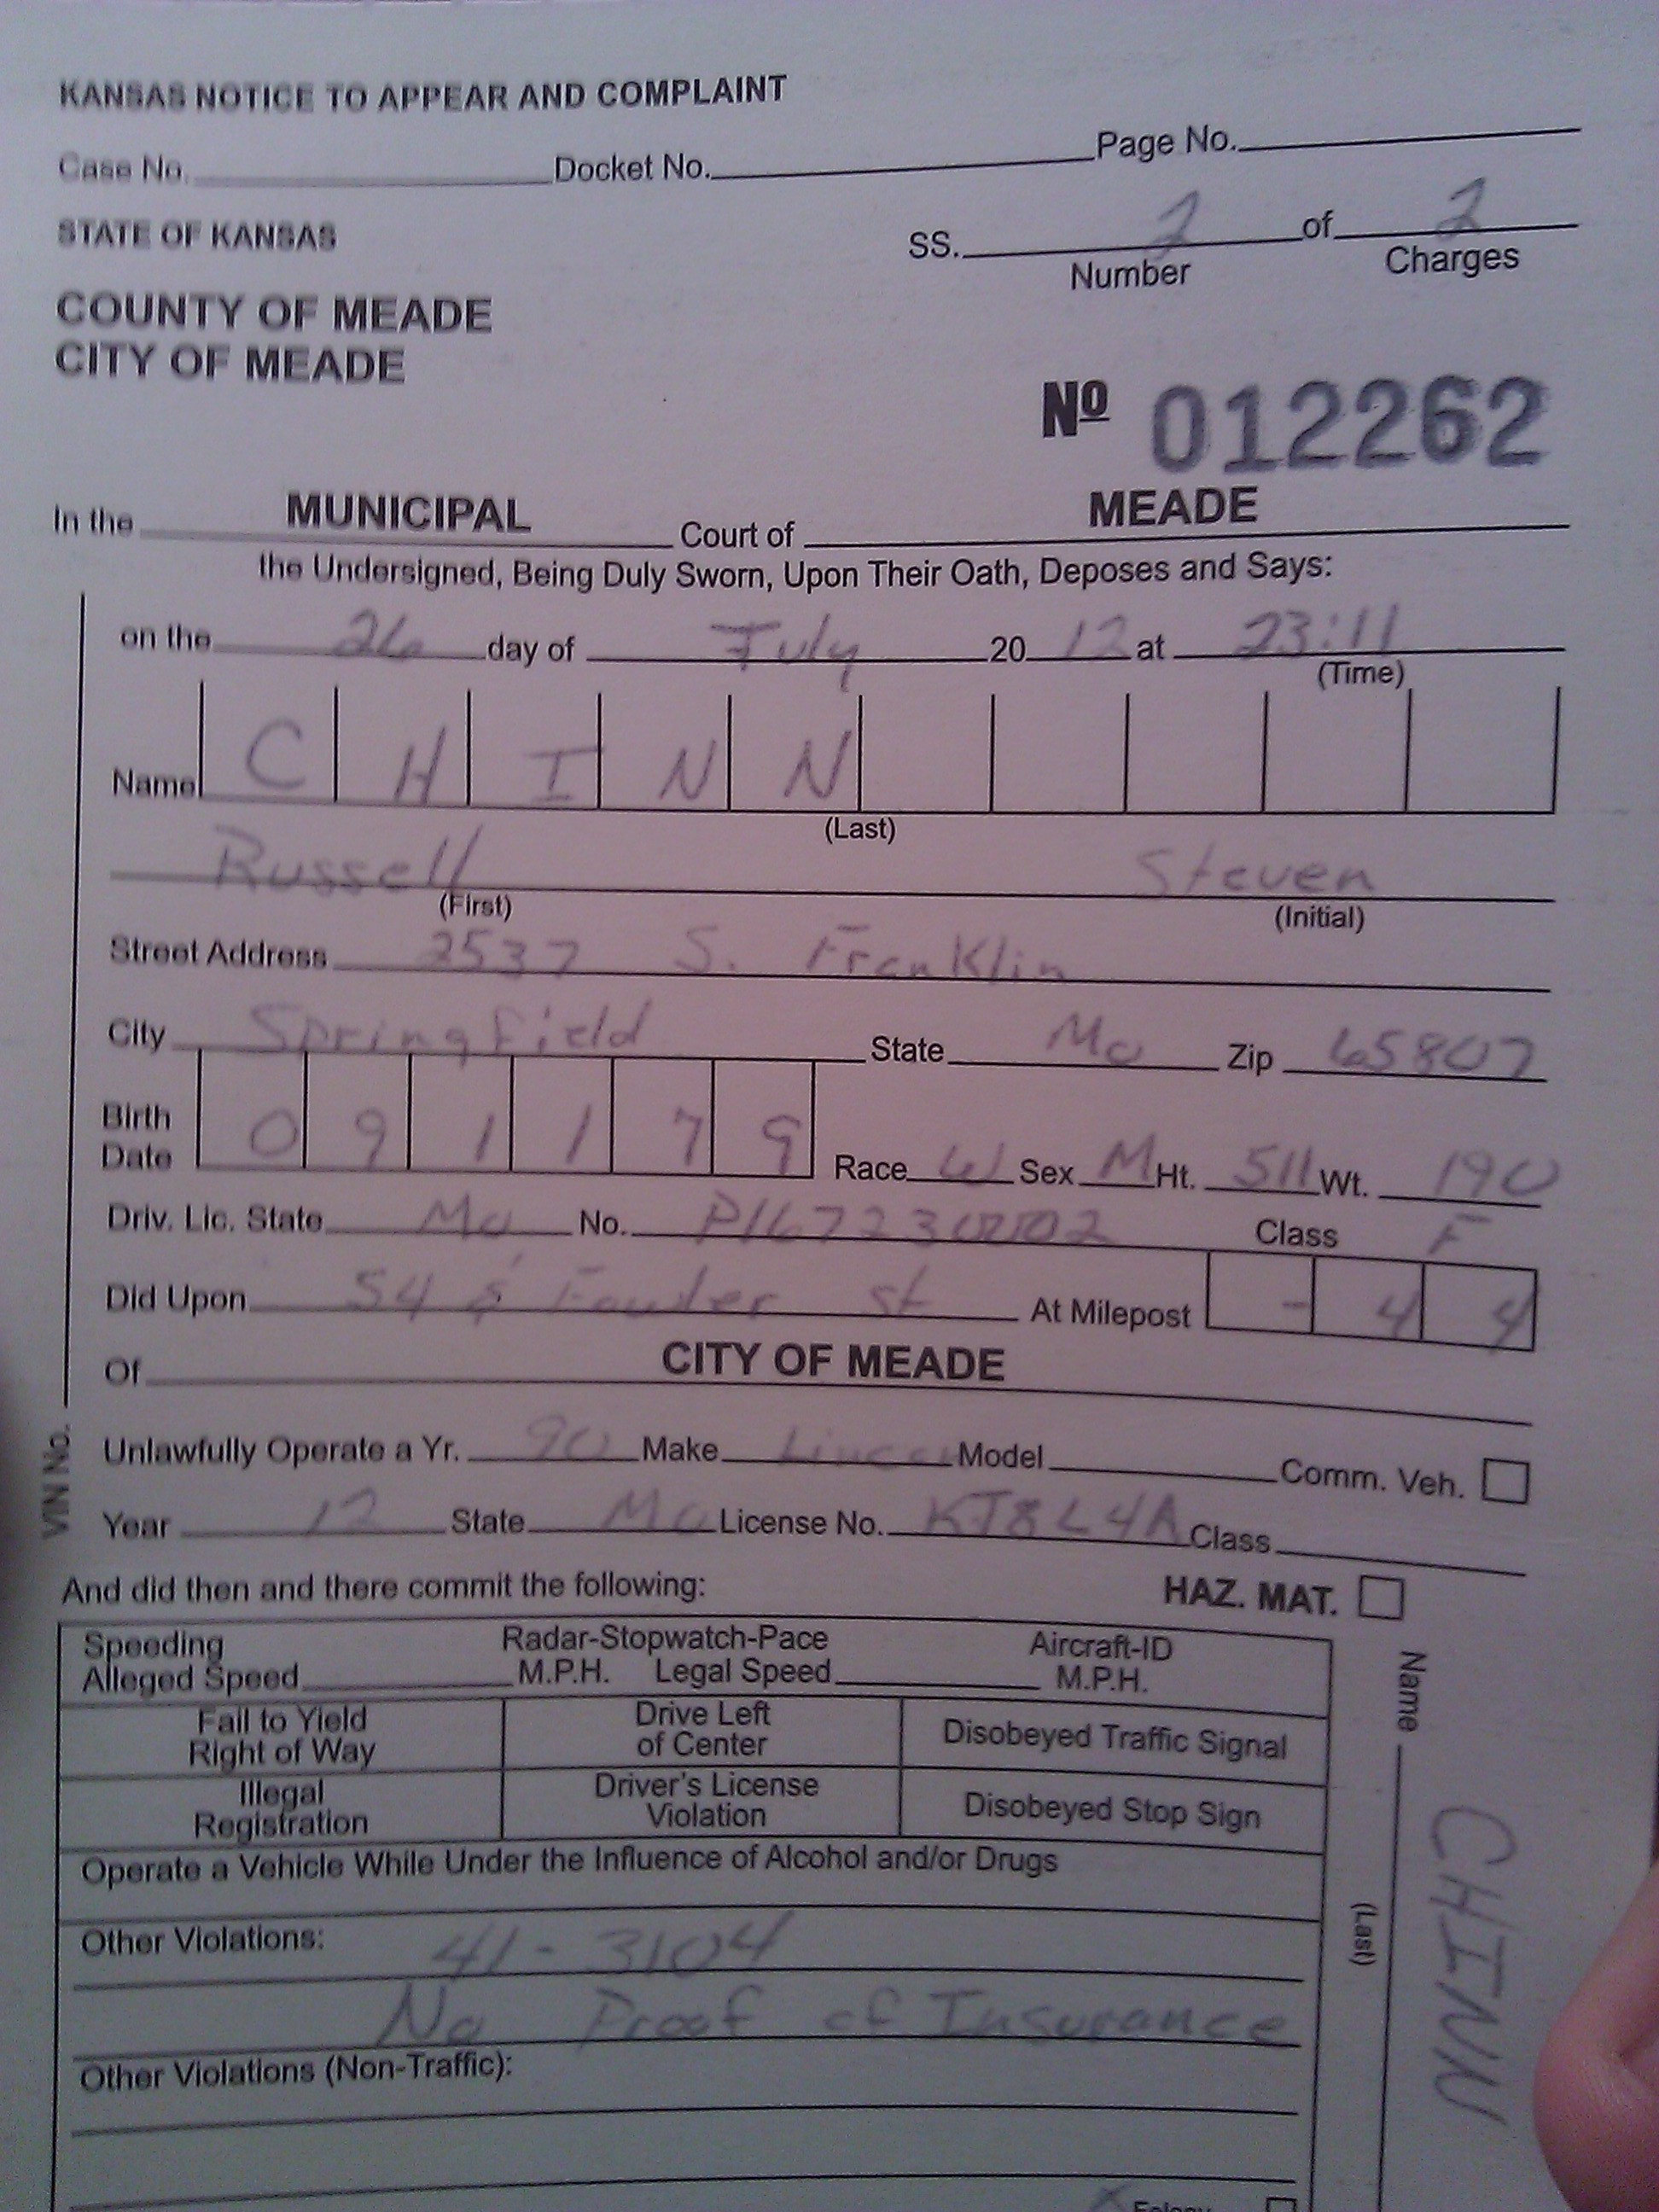 KANSAS NOTICE TO APPEAR AND COMPLAINT
Case No. Docket No. Page No.
STATE OF KANSAS SS. 2 of 2
Number Charges
COUNTY OF MEADE
CITY OF MEADE
Nº 012262
In the MUNICIPAL Court of MEADE
the Undersigned, Being Duly Sworn, Upon Their Oath, Deposes and Says:
on the 26 day of July 2012 at 23:11
(Time)
Name CHINN
(Last)
Russell Steven
(First) (Initial)
Street Address 2537 S. Franklin
City Springfield State Mo Zip 65807
Birth Date 091179 Race W Sex M Ht. 511 Wt. 190
Driv. Lic. State Mo No. Class F
Did Upon 54 & Fowler St At Milepost - 4 4
Of CITY OF MEADE
VIN No.
Unlawfully Operate a Yr. 90 Make Model Comm. Veh.
Year 12 State Mo License No. KJ8L4A Class
And did then and there commit the following: HAZ. MAT.
Speeding Radar-Stopwatch-Pace Aircraft-ID
Alleged Speed M.P.H. Legal Speed M.P.H.
Fail to Yield Right of Way Drive Left of Center Disobeyed Traffic Signal
Illegal Registration Driver's License Violation Disobeyed Stop Sign
Operate a Vehicle While Under the Influence of Alcohol and/or Drugs
Other Violations: 41-3104
No Proof of Insurance
Other Violations (Non-Traffic):
Felony
Name CHINN
(Last)